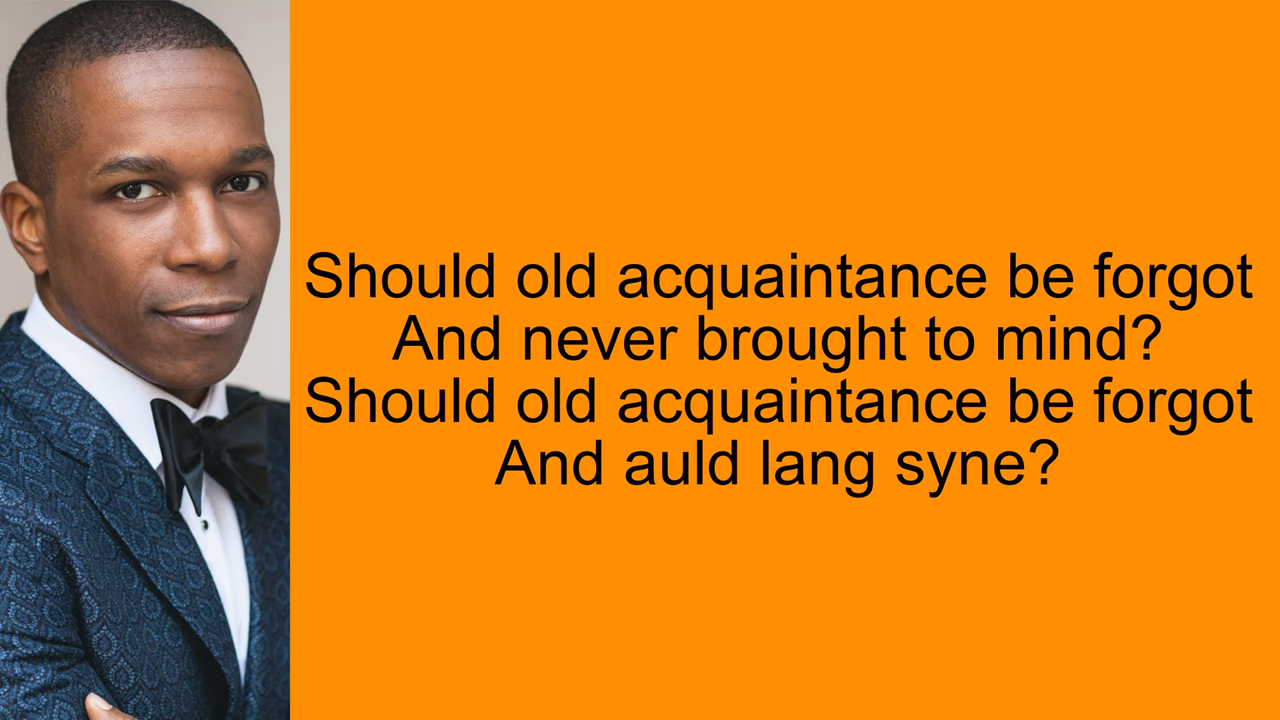 Should old acquaintance be forgot
And never brought to mind?
Should old acquaintance be forgot
And auld lang syne?